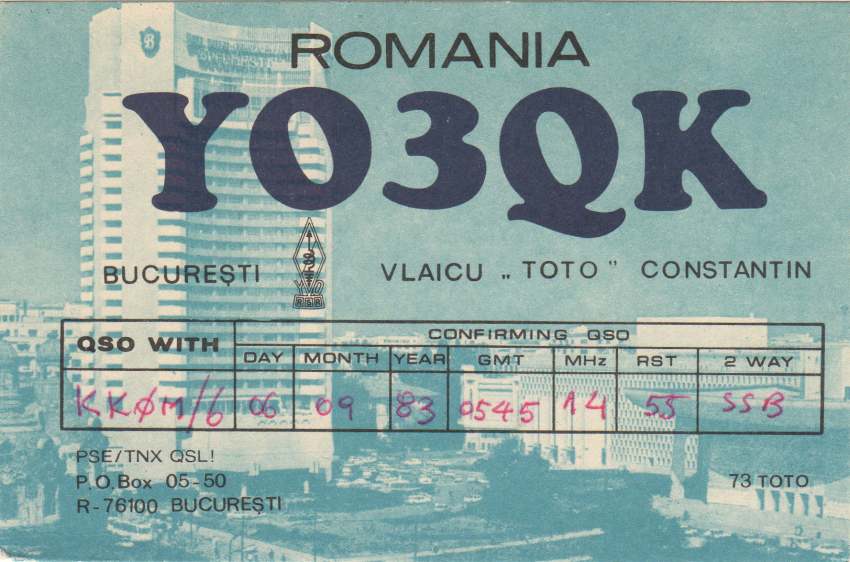 ROMANIA
YO3QK
BUCUREȘTI VLAICU „TOTO" CONSTANTIN
QSO WITH CONFIRMING QSO
DAY MONTH YEAR GMT MHz RST 2 WAY
KKØM/6 06 09 83 0545 14 55 SSB
PSE/TNX QSL!
P.O.Box 05-50 73 TOTO
R-76100 BUCUREȘTI